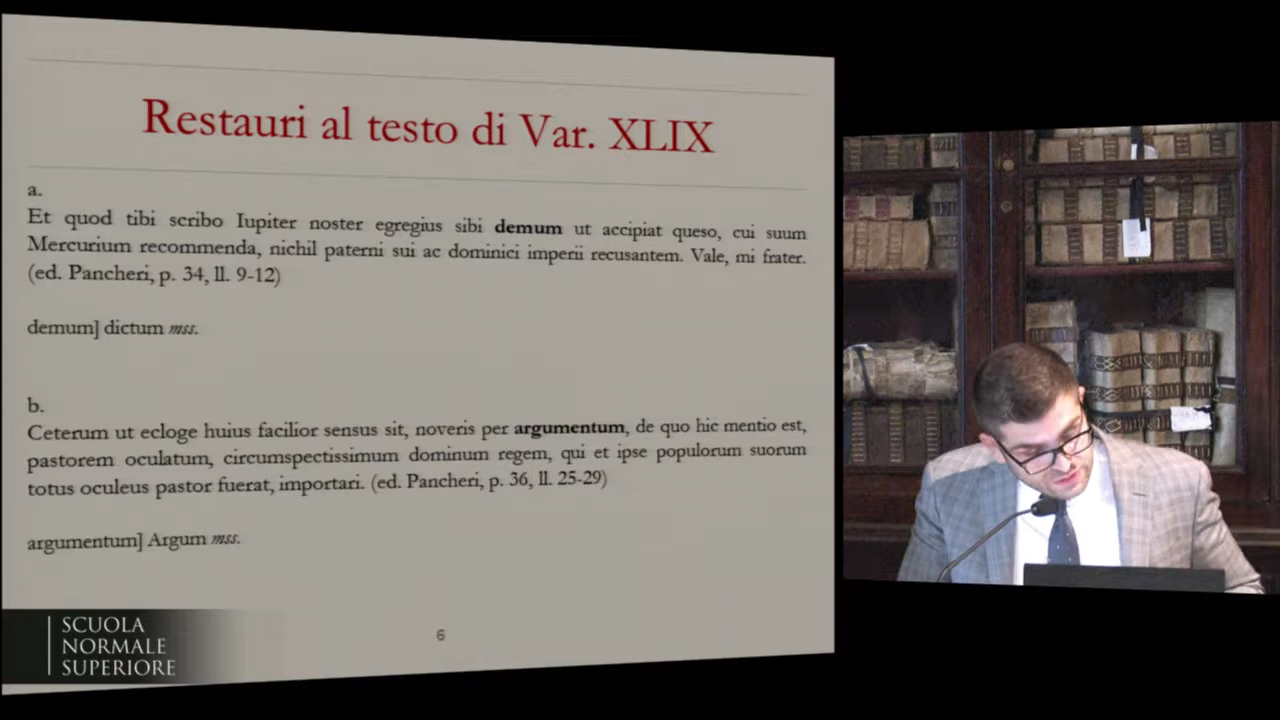 Restauri al testo di Var. XLIX
a.
Et quod tibi scribo Iupiter noster egregius sibi demum ut accipiat queso, cui suum
Mercurium recommenda, nichil paterni sui ac dominici imperii recusantem. Vale, mi frater.
(ed. Pancheri, p. 34, ll. 9-12)
demum] dictum mss.
b.
Ceterum ut ecloge huius facilior sensus sit, noveris per argumentum, de quo hic mentio est,
pastorem oculatum, circumspectissimum dominum regem, qui et ipse populorum suorum
totus oculeus pastor fuerat, importari. (ed. Pancheri, p. 36, ll. 25-29)
argumentum] Argum mss.
6
SCUOLA
NORMALE
SUPERIORE